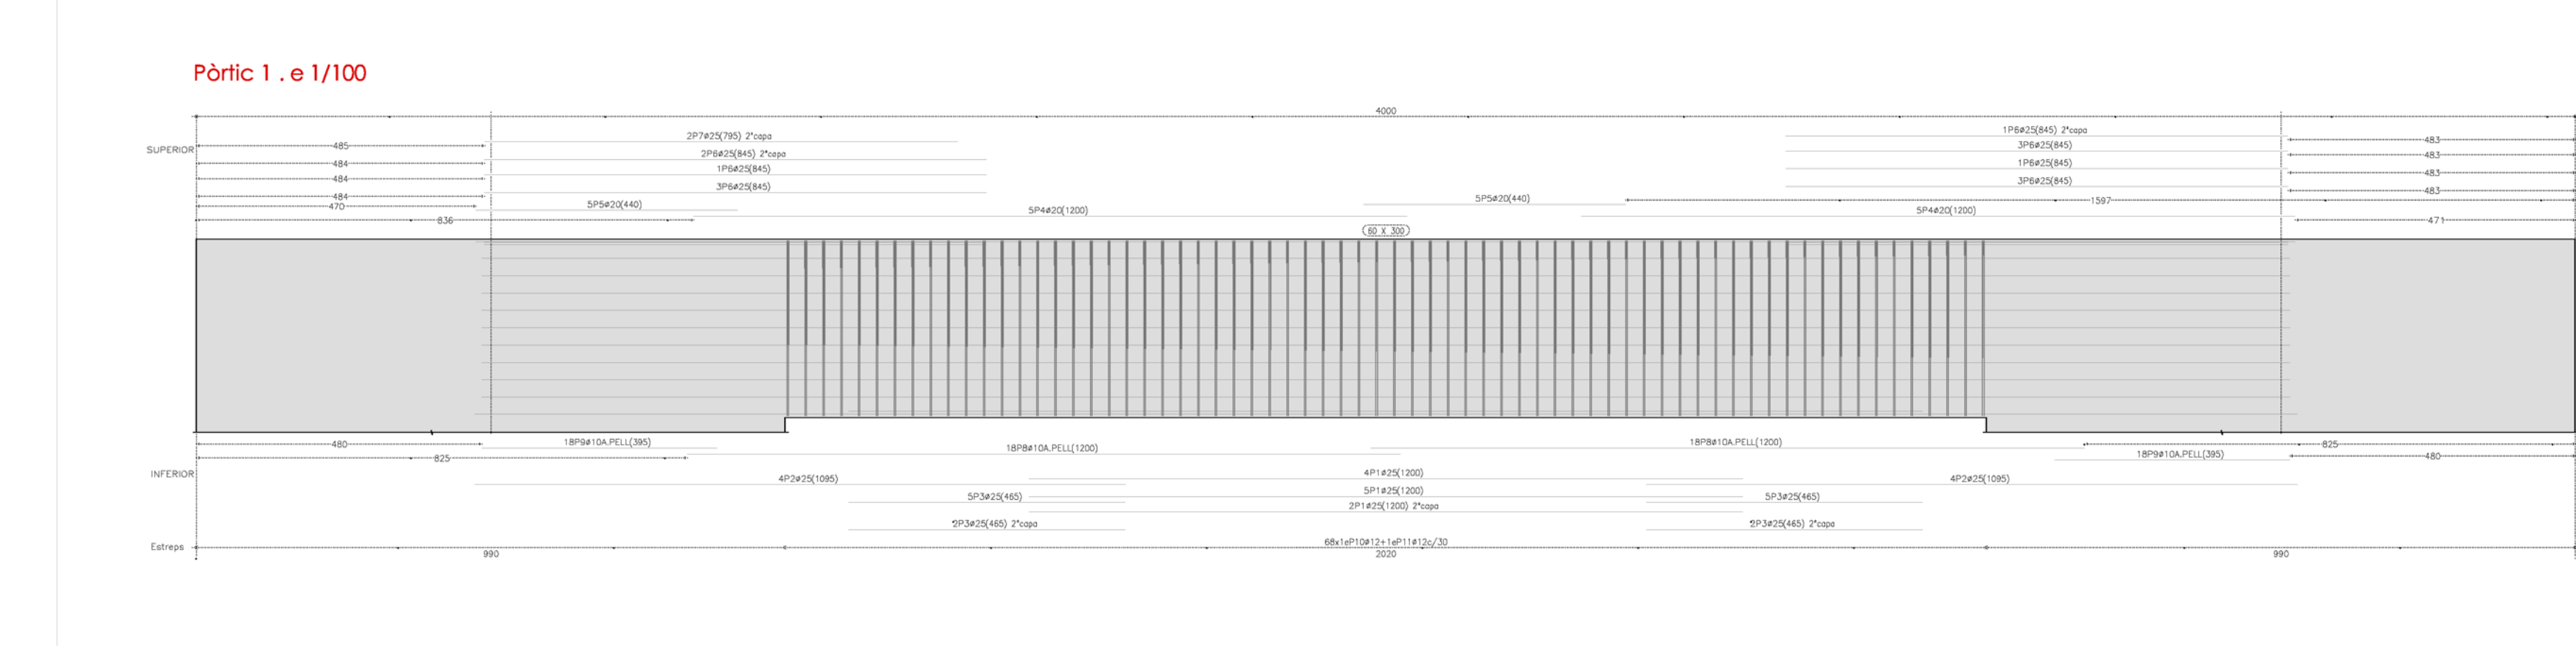 Pòrtic 1 . e 1/100
4000
SUPERIOR
485
2P7ø25(795) 2ªcapa
1P6ø25(845) 2ªcapa
483
484
2P6ø25(845) 2ªcapa
3P6ø25(845)
483
484
1P6ø25(845)
1P6ø25(845)
483
484
3P6ø25(845)
3P6ø25(845)
483
470
5P5ø20(440)
5P5ø20(440)
1597
836
5P4ø20(1200)
5P4ø20(1200)
471
60 X 300
480
18P9ø10A.PELL(395)
18P8ø10A.PELL(1200)
18P8ø10A.PELL(1200)
825
825
18P9ø10A.PELL(395)
480
INFERIOR
4P2ø25(1095)
4P1ø25(1200)
4P2ø25(1095)
5P3ø25(465)
5P1ø25(1200)
5P3ø25(465)
2P1ø25(1200) 2ªcapa
2P3ø25(465) 2ªcapa
2P3ø25(465) 2ªcapa
Estreps
68x1eP10ø12+1eP11ø12c/30
990
2020
990